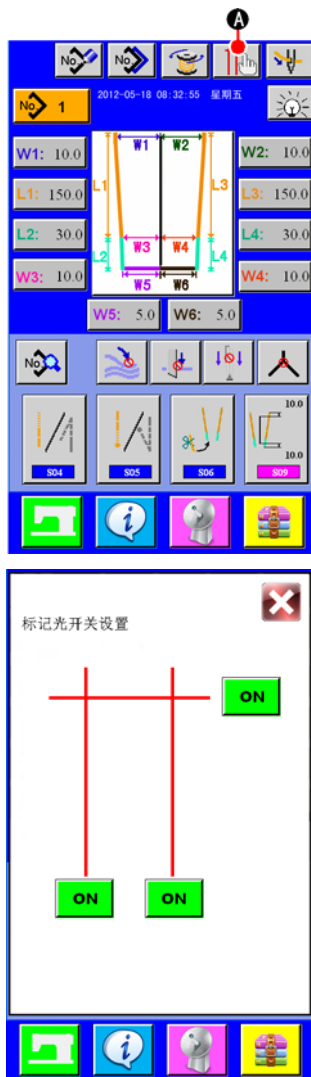 A
No. No.
No. 1 2012-05-18 08:32:55 星期五
W1: 10.0 W1 W2 W2: 10.0
L1: 150.0 L1 L3 L3: 150.0
L2: 30.0 L2 W3 W4 L4 L4: 30.0
W3: 10.0 W5 W6 W4: 10.0
W5: 5.0 W6: 5.0
No.
10.0
10.0
S04 S05 S06 S09
i
标记光开关设置
ON
ON ON
i